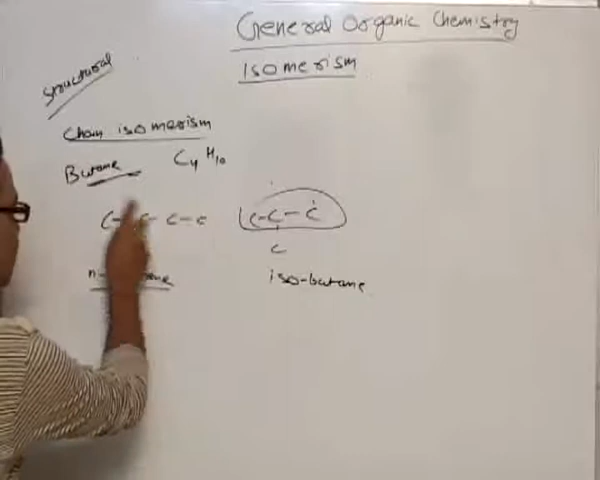 General Organic Chemistry
Isomerism
Structural
Chain isomerism
Butane C4H10
C- C- C-C C-C-C
C
iso-butane